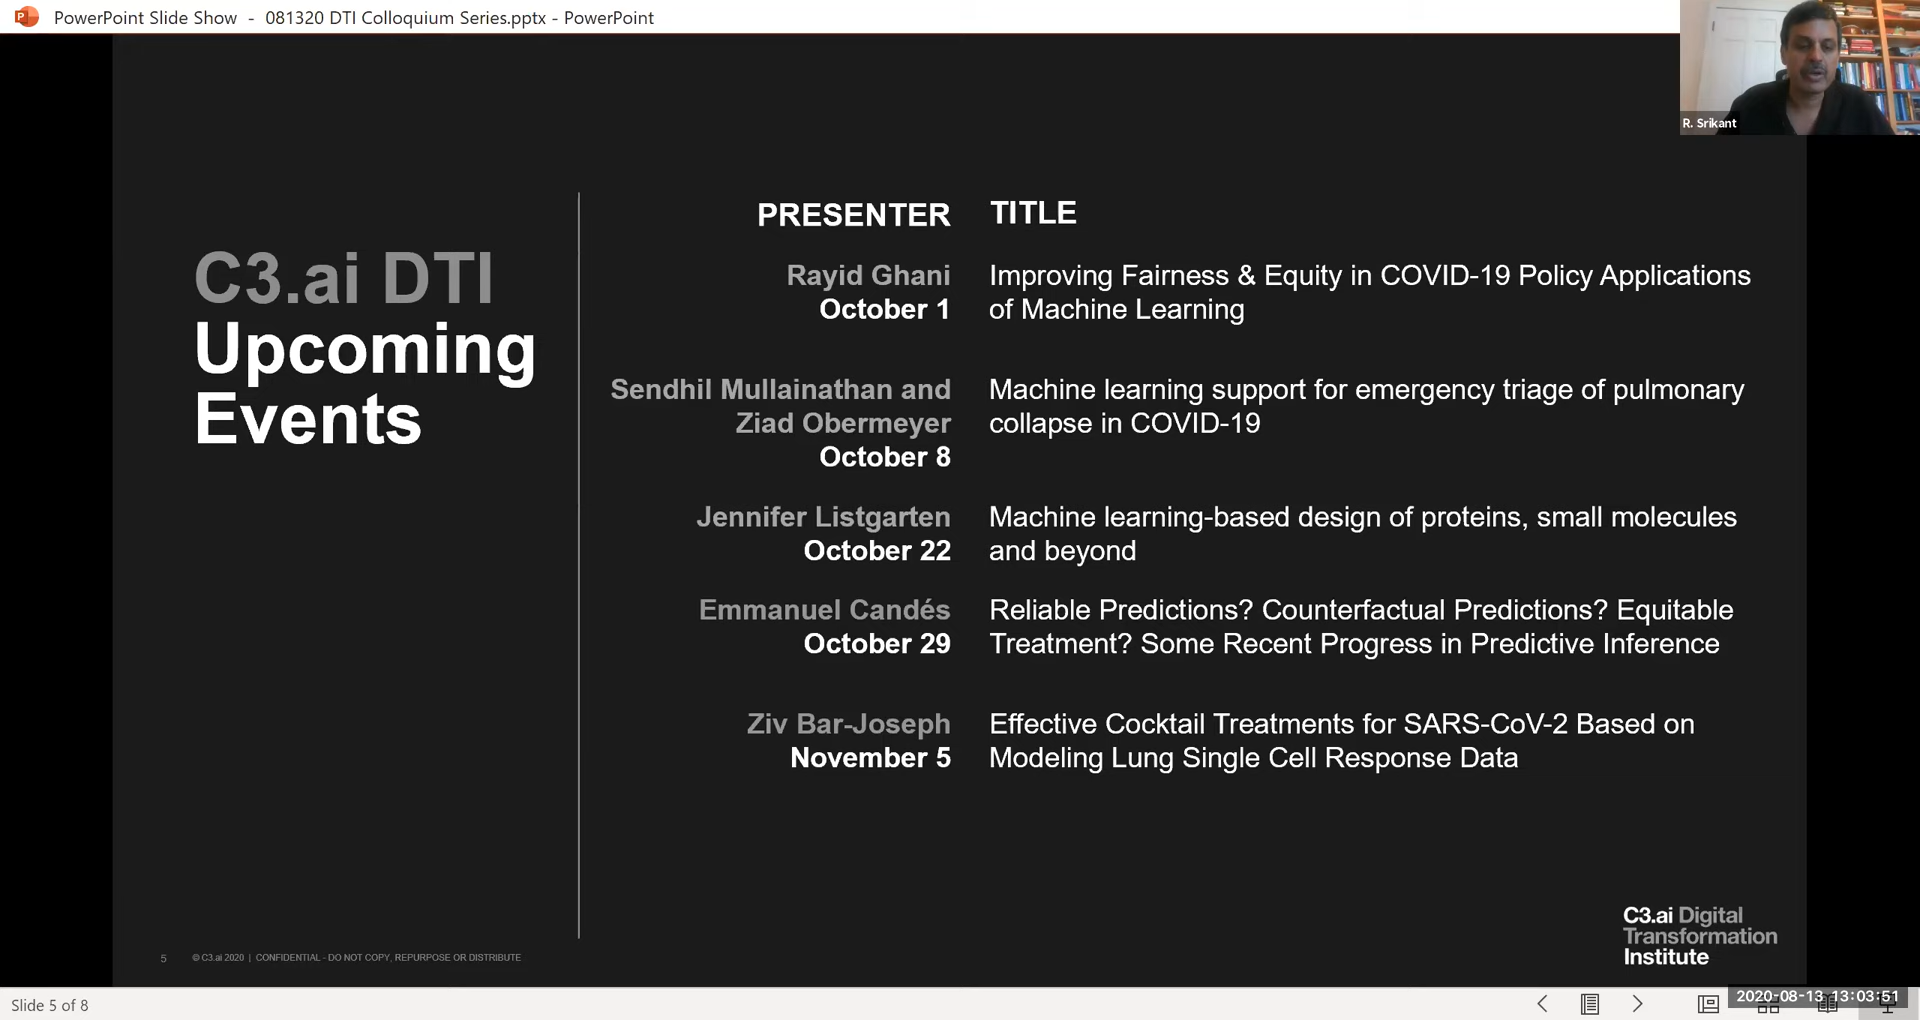 PowerPoint Slide Show - 081320 DTI Colloquium Series.pptx - PowerPoint
R. Srikant
C3.ai DTI
Upcoming
Events
PRESENTER TITLE
Rayid Ghani
October 1
Improving Fairness & Equity in COVID-19 Policy Applications
of Machine Learning
Sendhil Mullainathan and
Ziad Obermeyer
October 8
Machine learning support for emergency triage of pulmonary
collapse in COVID-19
Jennifer Listgarten
October 22
Machine learning-based design of proteins, small molecules
and beyond
Emmanuel Candés
October 29
Reliable Predictions? Counterfactual Predictions? Equitable
Treatment? Some Recent Progress in Predictive Inference
Ziv Bar-Joseph
November 5
Effective Cocktail Treatments for SARS-CoV-2 Based on
Modeling Lung Single Cell Response Data
C3.ai Digital
Transformation
Institute
5 © C3.ai 2020 | CONFIDENTIAL - DO NOT COPY, REPURPOSE OR DISTRIBUTE
Slide 5 of 8
2020-08-13 13:03:51